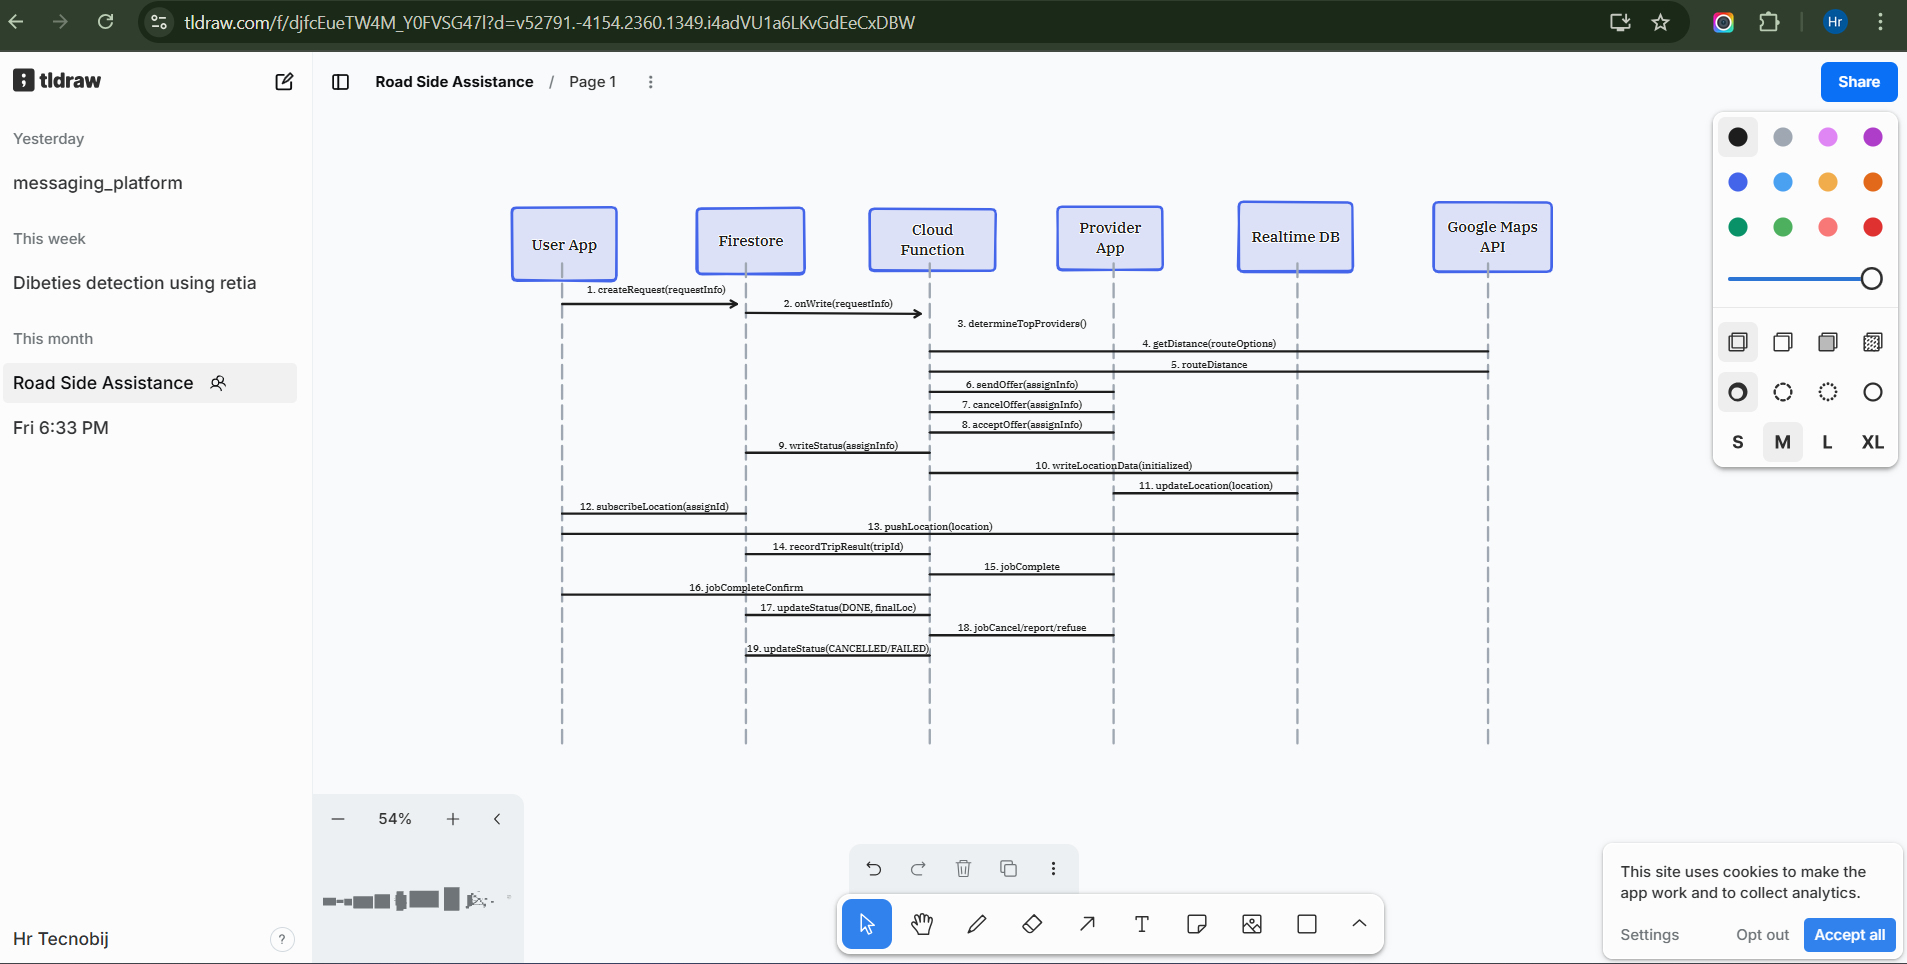 tldraw.com/f/djfcEueTW4M_Y0FVSG47l?d=v52791.-4154.2360.1349.i4adVU1a6LKvGdEeCxDBW
Hr
tldraw
Road Side Assistance / Page 1
Share
Yesterday
messaging_platform
This week
Dibeties detection using retia
This month
Road Side Assistance
Fri 6:33 PM
User App
Firestore
Cloud
Function
Provider
App
Realtime DB
Google Maps
API
1. createRequest(requestInfo)
2. onWrite(requestInfo)
3. determineTopProviders()
4. getDistance(routeOptions)
5. routeDistance
6. sendOffer(assignInfo)
7. cancelOffer(assignInfo)
8. acceptOffer(assignInfo)
9. writeStatus(assignInfo)
10. writeLocationData(initialized)
11. updateLocation(location)
12. subscribeLocation(assignId)
13. pushLocation(location)
14. recordTripResult(tripId)
15. jobComplete
16. jobCompleteConfirm
17. updateStatus(DONE, finalLoc)
18. jobCancel/report/refuse
19. updateStatus(CANCELLED/FAILED)
S M L XL
54%
T
This site uses cookies to make the
app work and to collect analytics.
Settings Opt out Accept all
Hr Tecnobij
?